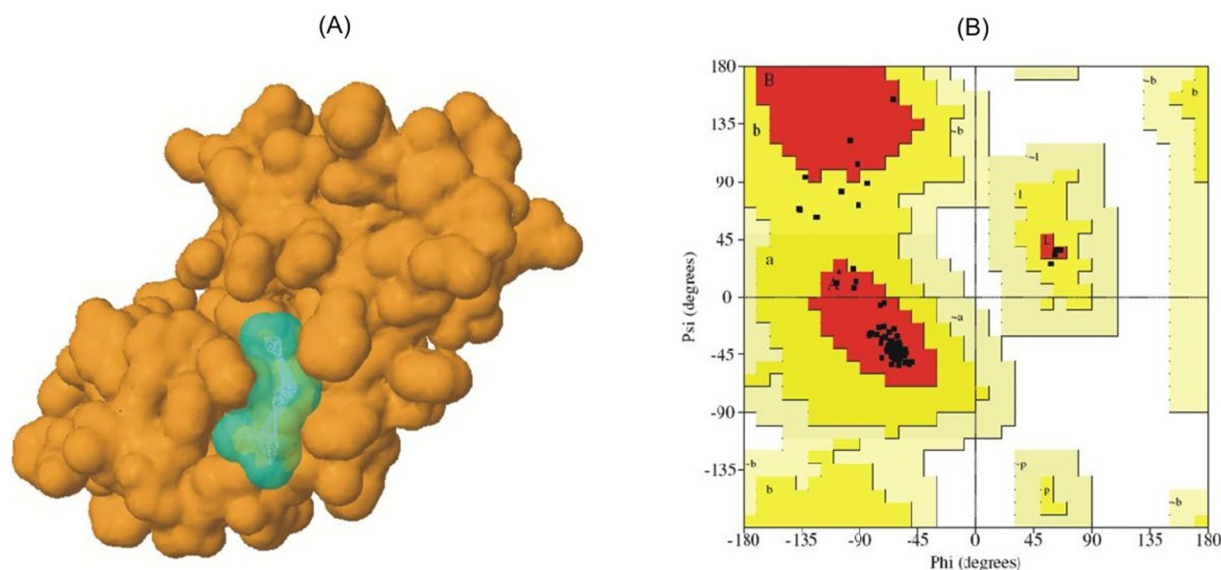 (A)
(B)
180
135
90
45
0
-45
-90
-135
-180
-135
-90
-45
0
45
90
135
180
Psi (degrees)
Phi (degrees)
B
b
~b
~b
b
~l
l
L
a
A
~a
~b
b
~p
p
~b